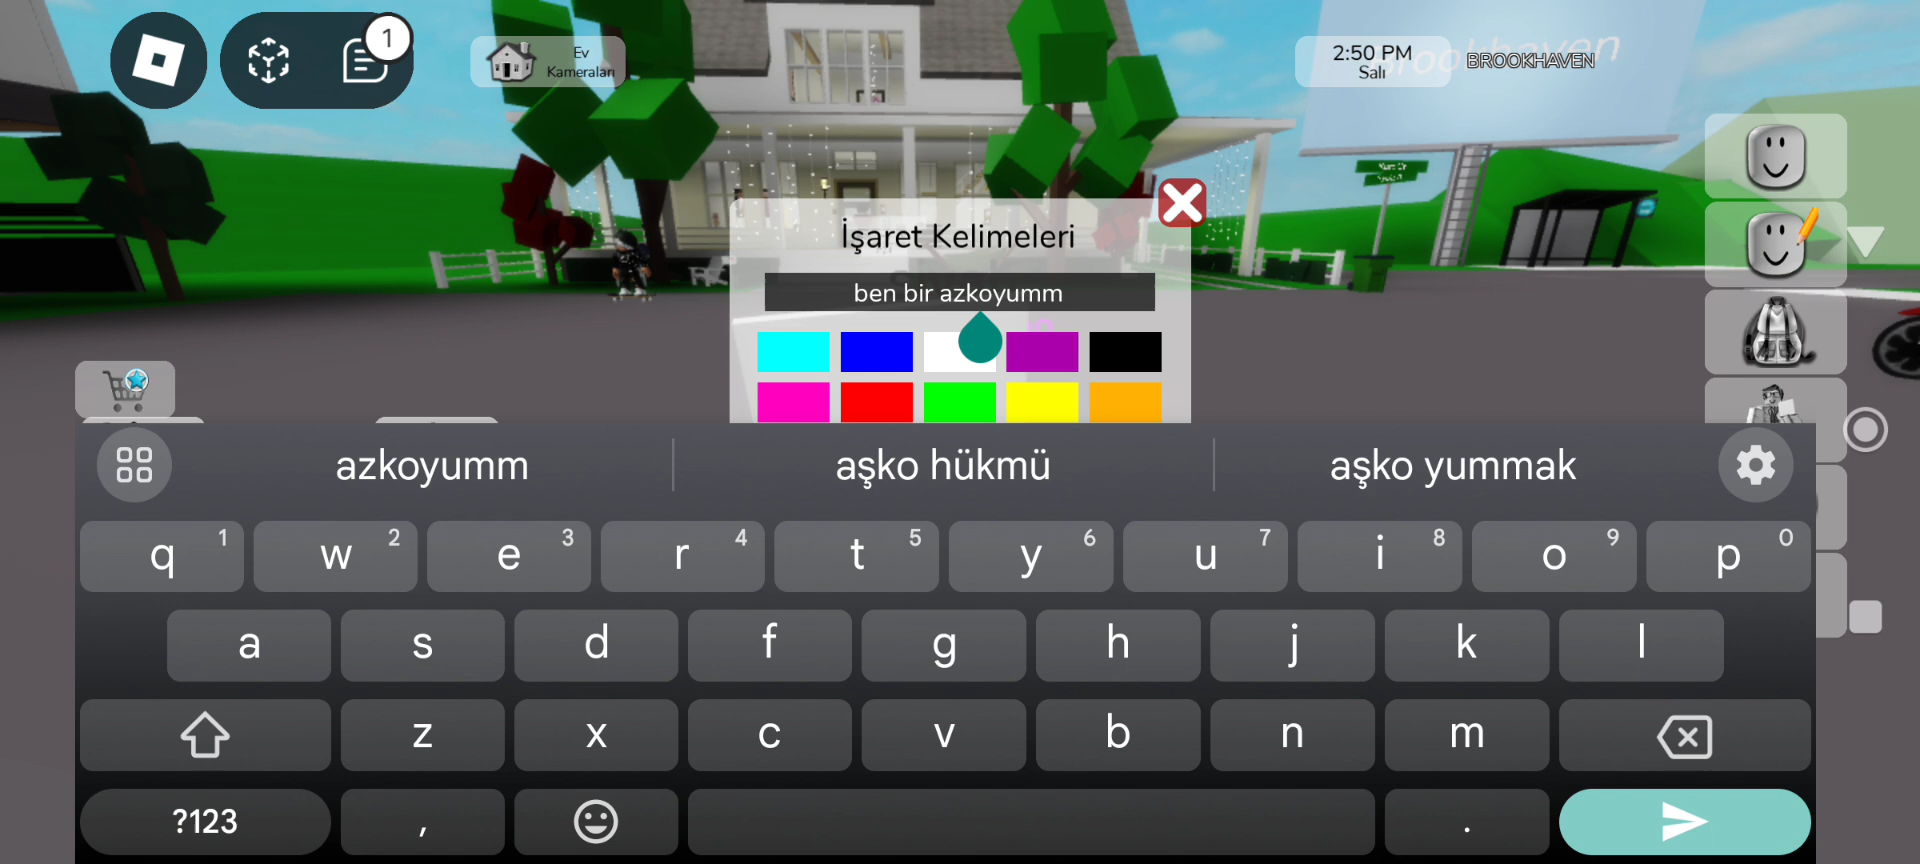 1
Ev
Kameraları
2:50 PM
Salı
Brookhaven
BROOKHAVEN
İşaret Kelimeleri
ben bir azkoyumm
azkoyumm
aşko hükmü
aşko yummak
q 1 w 2 e 3 r 4 t 5 y 6 u 7 i 8 o 9 p 0
a s d f g h j k l
z x c v b n m
?123 , .